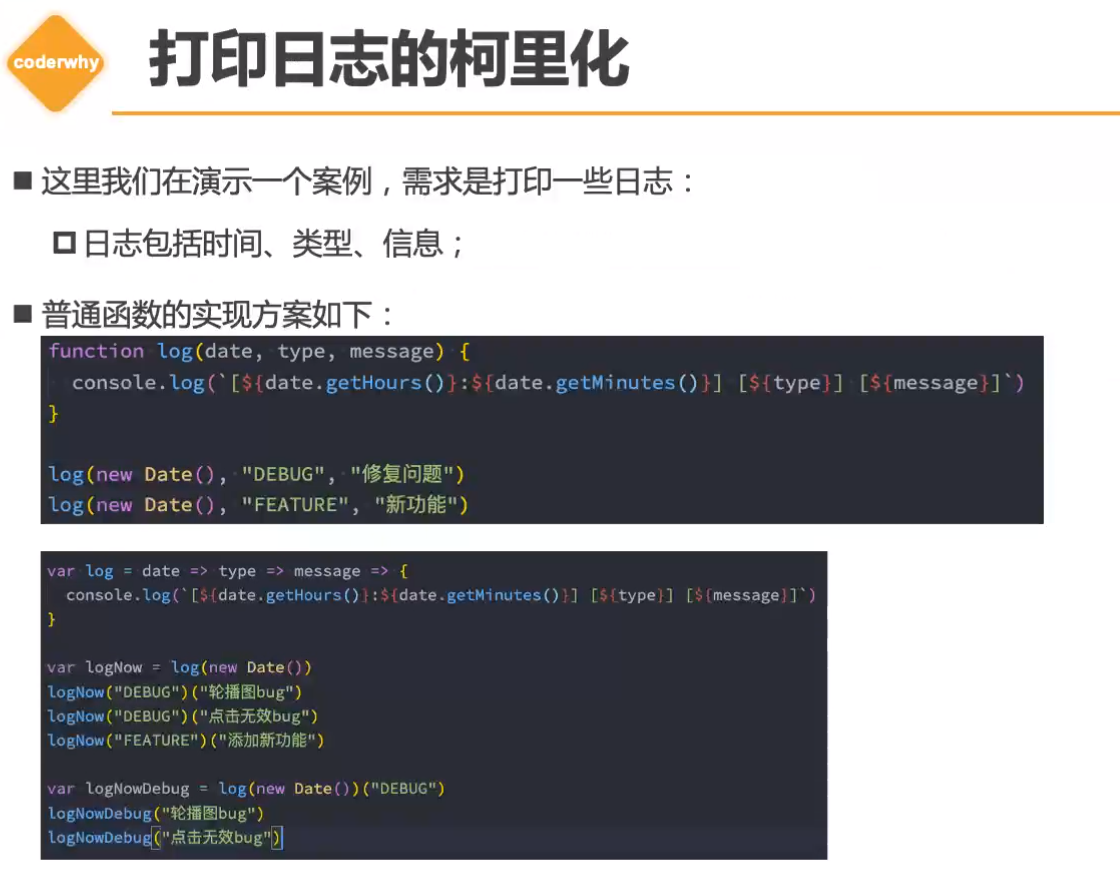 coderwhy
打印日志的柯里化
这里我们在演示一个案例，需求是打印一些日志：
日志包括时间、类型、信息；
普通函数的实现方案如下：
function log(date, type, message) {
  console.log(`[${date.getHours()}:${date.getMinutes()}] [${type}] [${message}]`)
}
log(new Date(), "DEBUG", "修复问题")
log(new Date(), "FEATURE", "新功能")
var log = date => type => message => {
  console.log(`[${date.getHours()}:${date.getMinutes()}] [${type}] [${message}]`)
}
var logNow = log(new Date())
logNow("DEBUG")("轮播图bug")
logNow("DEBUG")("点击无效bug")
logNow("FEATURE")("添加新功能")
var logNowDebug = log(new Date())("DEBUG")
logNowDebug("轮播图bug")
logNowDebug("点击无效bug")